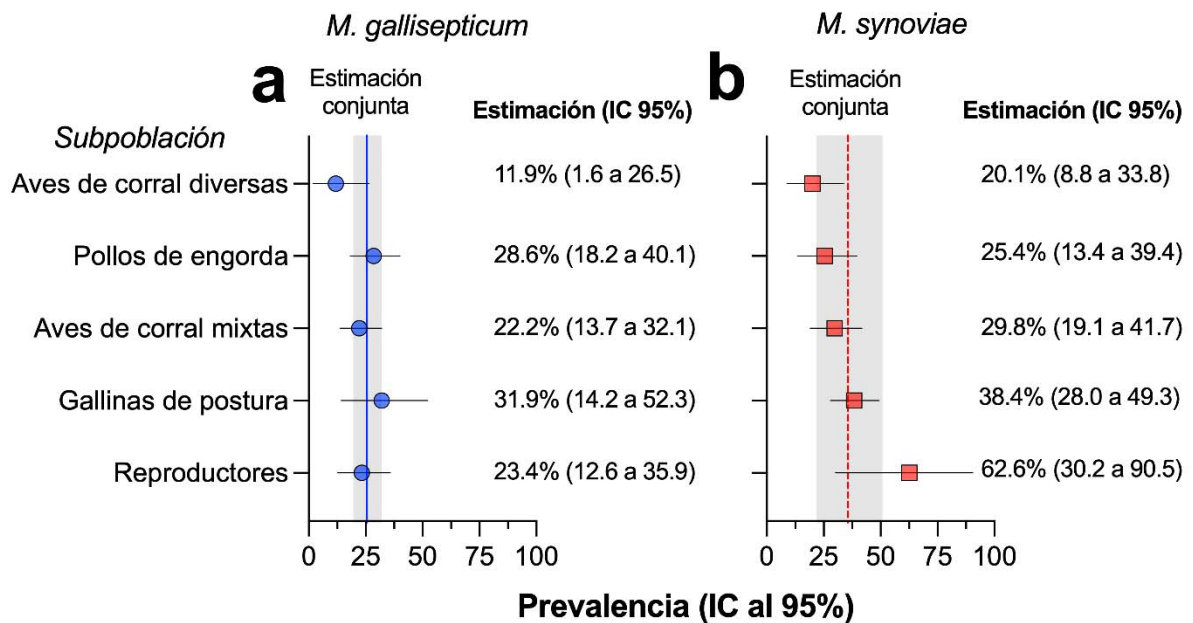 M. gallisepticum
M. synoviae
a
Estimación
conjunta
Estimación (IC 95%)
b
Estimación
conjunta
Estimación (IC 95%)
Subpoblación
Aves de corral diversas
11.9% (1.6 a 26.5)
20.1% (8.8 a 33.8)
Pollos de engorda
28.6% (18.2 a 40.1)
25.4% (13.4 a 39.4)
Aves de corral mixtas
22.2% (13.7 a 32.1)
29.8% (19.1 a 41.7)
Gallinas de postura
31.9% (14.2 a 52.3)
38.4% (28.0 a 49.3)
Reproductores
23.4% (12.6 a 35.9)
62.6% (30.2 a 90.5)
0 25 50 75 100
0 25 50 75 100
Prevalencia (IC al 95%)